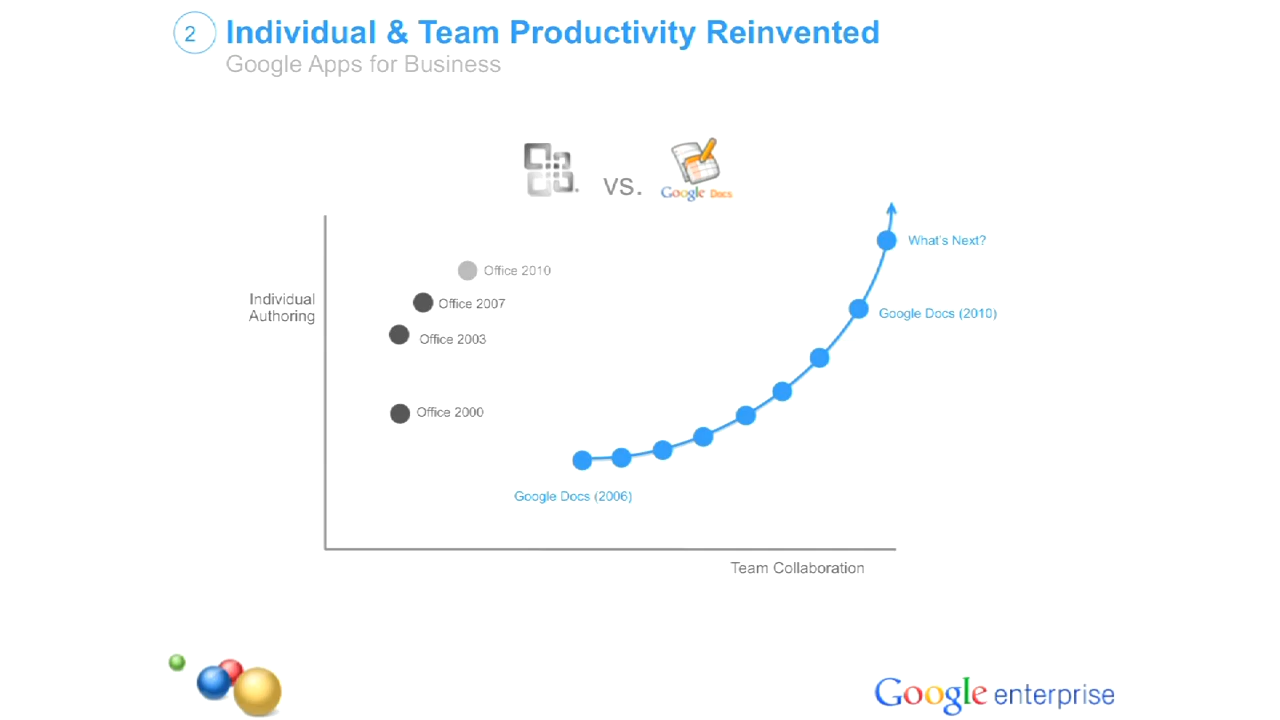 2
Individual & Team Productivity Reinvented
Google Apps for Business
vs.
Google Docs
What's Next?
Office 2010
Office 2007
Individual
Authoring
Google Docs (2010)
Office 2003
Office 2000
Google Docs (2006)
Team Collaboration
Google enterprise